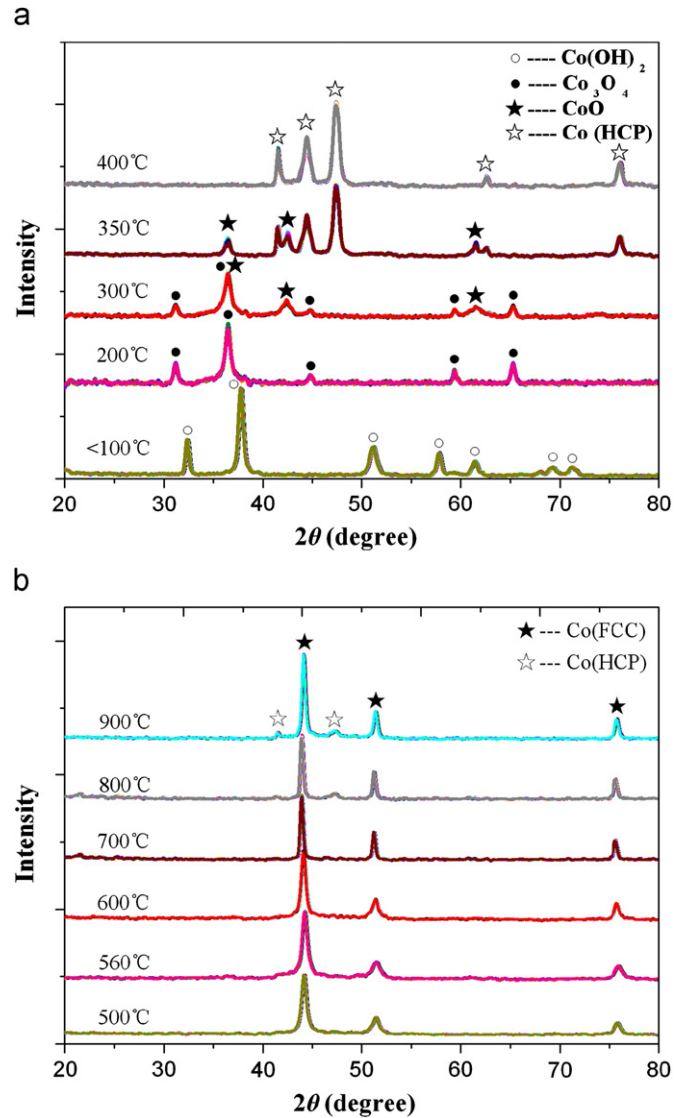 a
○ ---- Co(OH)₂
● ---- Co₃O₄
★ ---- CoO
☆ ---- Co (HCP)
400℃
350℃
300℃
200℃
<100℃
Intensity
20 30 40 50 60 70 80
2θ (degree)
b
★ --- Co(FCC)
☆ --- Co(HCP)
900℃
800℃
700℃
600℃
560℃
500℃
Intensity
20 30 40 50 60 70 80
2θ (degree)